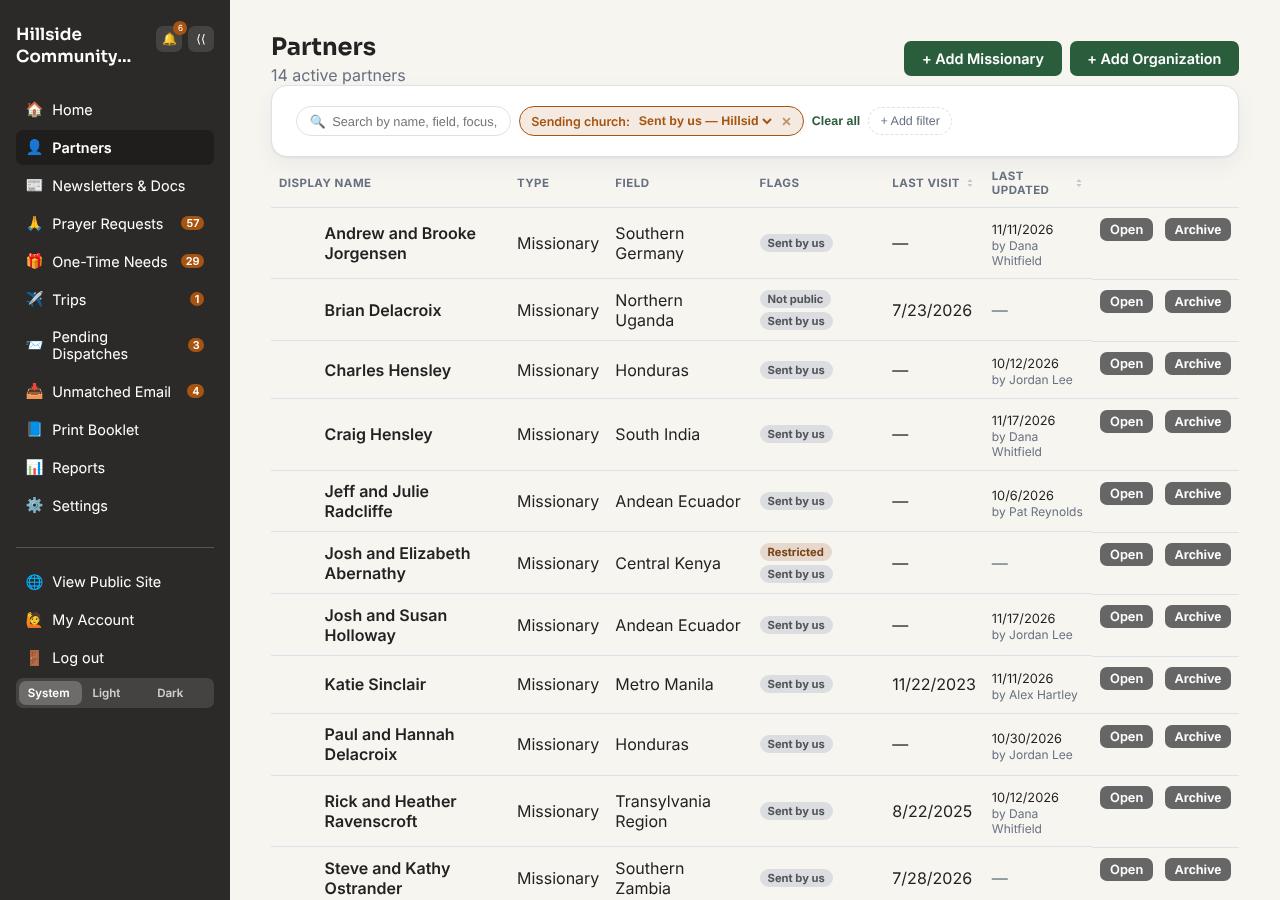 Hillside
Community...
6
⟨⟨
Home
Partners
Newsletters & Docs
Prayer Requests 57
One-Time Needs 29
Trips 1
Pending
Dispatches 3
Unmatched Email 4
Print Booklet
Reports
Settings
View Public Site
My Account
Log out
System Light Dark
Partners
14 active partners
+ Add Missionary + Add Organization
Search by name, field, focus, Sending church: Sent by us — Hillsid × Clear all + Add filter
DISPLAY NAME TYPE FIELD FLAGS LAST VISIT LAST
UPDATED
Andrew and Brooke
Jorgensen
Missionary
Southern
Germany
Sent by us
—
11/11/2026
by Dana
Whitfield
Open Archive
Brian Delacroix
Missionary
Northern
Uganda
Not public
Sent by us
7/23/2026
—
Open Archive
Charles Hensley
Missionary
Honduras
Sent by us
—
10/12/2026
by Jordan Lee
Open Archive
Craig Hensley
Missionary
South India
Sent by us
—
11/17/2026
by Dana
Whitfield
Open Archive
Jeff and Julie
Radcliffe
Missionary
Andean Ecuador
Sent by us
—
10/6/2026
by Pat Reynolds
Open Archive
Josh and Elizabeth
Abernathy
Missionary
Central Kenya
Restricted
Sent by us
—
—
Open Archive
Josh and Susan
Holloway
Missionary
Andean Ecuador
Sent by us
—
11/17/2026
by Jordan Lee
Open Archive
Katie Sinclair
Missionary
Metro Manila
Sent by us
11/22/2023
11/11/2026
by Alex Hartley
Open Archive
Paul and Hannah
Delacroix
Missionary
Honduras
Sent by us
—
10/30/2026
by Jordan Lee
Open Archive
Rick and Heather
Ravenscroft
Missionary
Transylvania
Region
Sent by us
8/22/2025
10/12/2026
by Dana
Whitfield
Open Archive
Steve and Kathy
Ostrander
Missionary
Southern
Zambia
Sent by us
7/28/2026
—
Open Archive